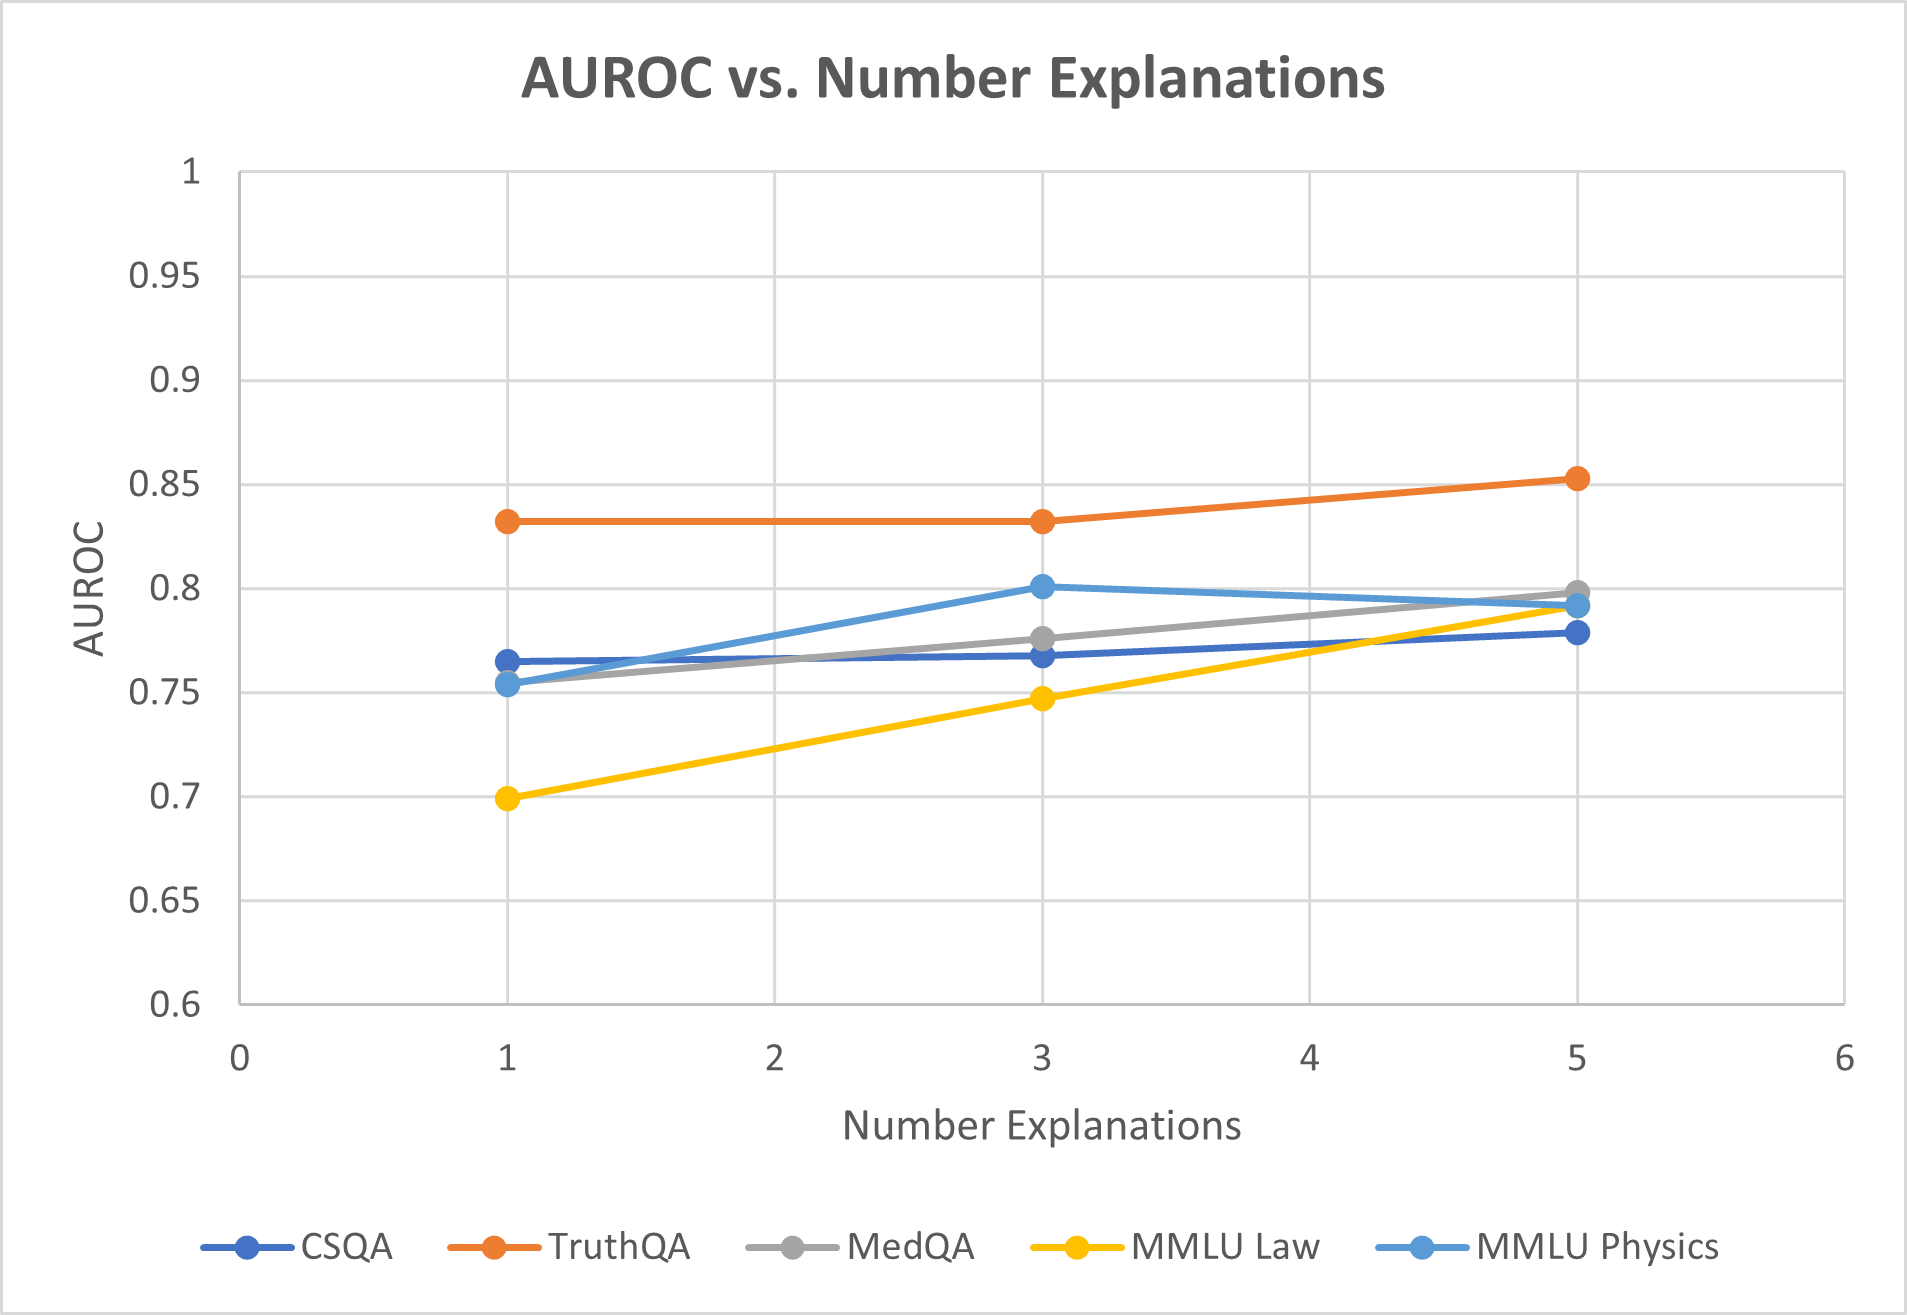 AUROC vs. Number Explanations
1
0.95
0.9
0.85
0.8
0.75
0.7
0.65
0.6
AUROC
0 1 2 3 4 5 6
Number Explanations
CSQA TruthQA MedQA MMLU Law MMLU Physics